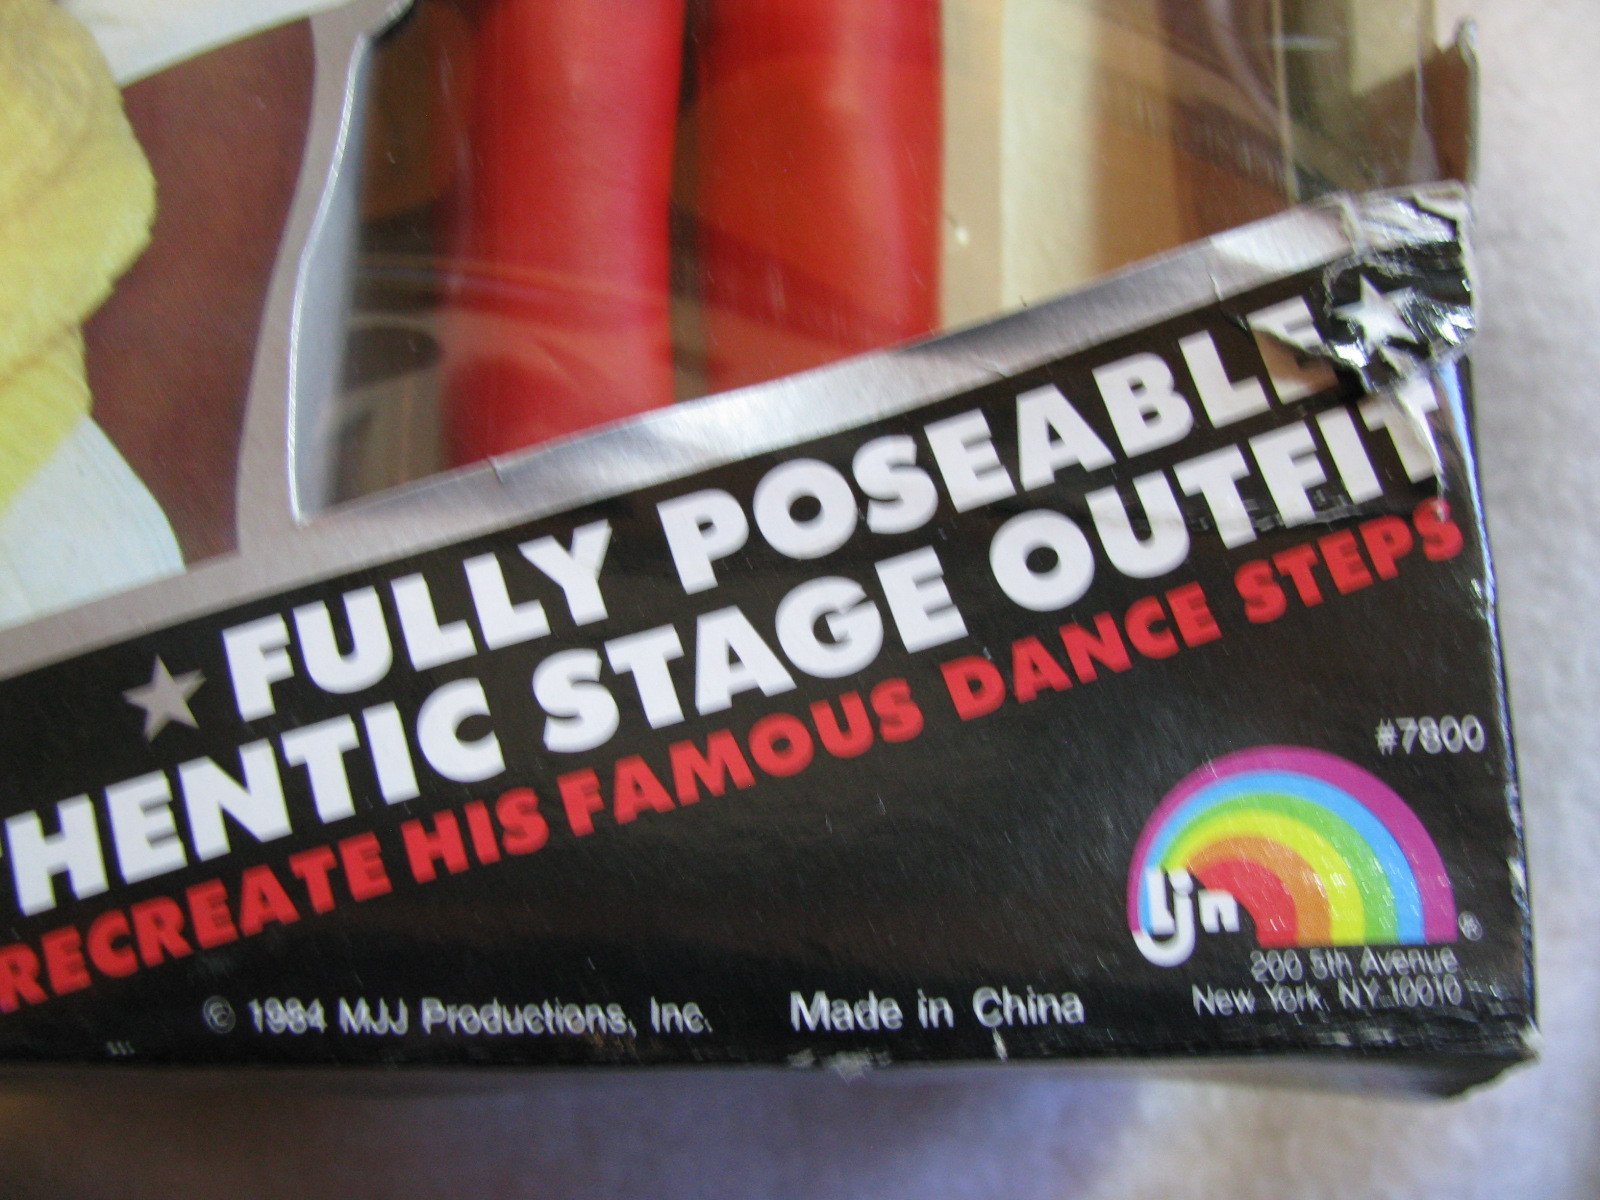 FULLY POSEABLE
HENTIC STAGE OUTFIT
RECREATE HIS FAMOUS DANCE STEPS
#7800
ljn ®
200 5th Avenue
New York, NY 10010
© 1984 MJJ Productions, Inc. Made in China